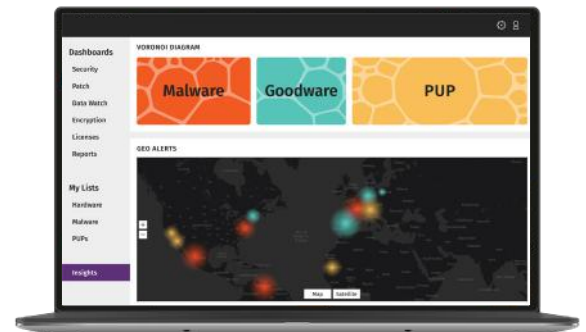 Dashboards
Security
Patch
Data Watch
Encryption
Licenses
Reports
My Lists
Hardware
Malware
PUPs
Insights
VORONOI DIAGRAM
Malware
Goodware
PUP
GEO ALERTS
+
−
Map
Satellite